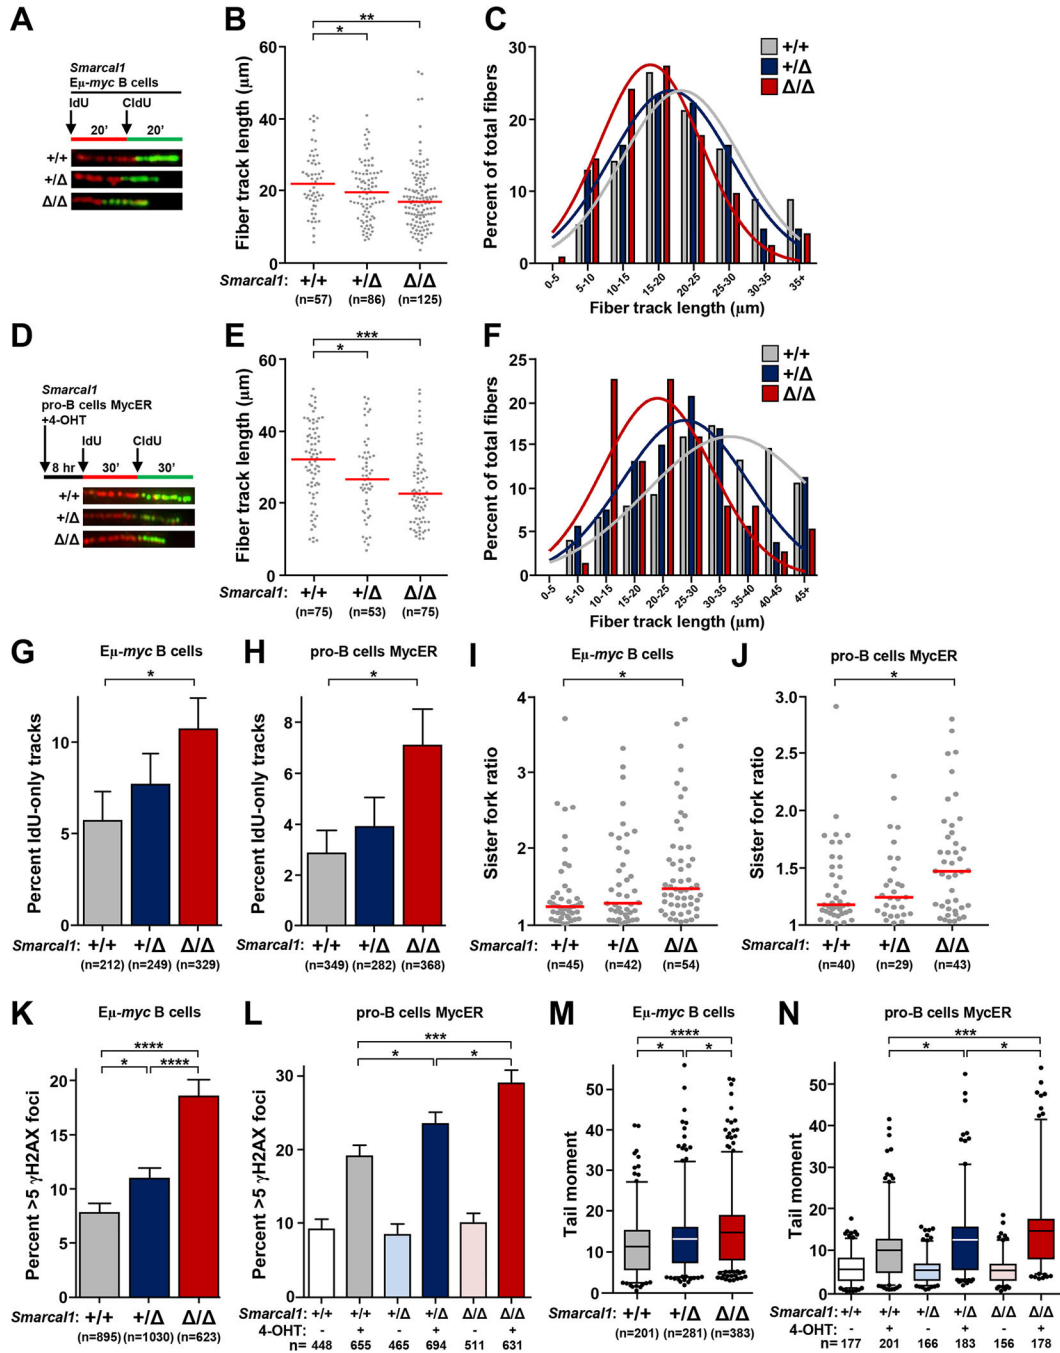 A
Smarcal1
Eμ-myc B cells
IdU CldU
20' 20'
+/+
+/Δ
Δ/Δ
B
** 
*
Fiber track length (μm)
60
40
20
0
Smarcal1: +/+ +/Δ Δ/Δ
(n=57) (n=86) (n=125)
C
+/+
+/Δ
Δ/Δ
Percent of total fibers
30
20
10
0
0-5 5-10 10-15 15-20 20-25 25-30 30-35 35+
Fiber track length (μm)
D
Smarcal1
pro-B cells MycER
+4-OHT
IdU CldU
8 hr 30' 30'
+/+
+/Δ
Δ/Δ
E
***
*
Fiber track length (μm)
60
40
20
0
Smarcal1: +/+ +/Δ Δ/Δ
(n=75) (n=53) (n=75)
F
+/+
+/Δ
Δ/Δ
Percent of total fibers
25
20
15
10
5
0
0-5 5-10 10-15 15-20 20-25 25-30 30-35 35-40 40-45 45+
Fiber track length (μm)
G
Eμ-myc B cells
*
Percent IdU-only tracks
10
5
0
Smarcal1: +/+ +/Δ Δ/Δ
(n=212) (n=249) (n=329)
H
pro-B cells MycER
*
Percent IdU-only tracks
8
6
4
2
0
+/+ +/Δ Δ/Δ
(n=349) (n=282) (n=368)
I
Eμ-myc B cells
*
Sister fork ratio
4
3
2
1
Smarcal1: +/+ +/Δ Δ/Δ
(n=45) (n=42) (n=54)
J
pro-B cells MycER
*
Sister fork ratio
3.0
2.0
1.5
1
+/+ +/Δ Δ/Δ
(n=40) (n=29) (n=43)
K
Eμ-myc B cells
****
* ****
Percent >5 γH2AX foci
20
15
10
5
0
Smarcal1: +/+ +/Δ Δ/Δ
(n=895) (n=1030) (n=623)
L
pro-B cells MycER
***
* *
Percent >5 γH2AX foci
30
20
10
0
Smarcal1: +/+ +/+ +/Δ +/Δ Δ/Δ Δ/Δ
4-OHT: - + - + - +
n= 448 655 465 694 511 631
M
Eμ-myc B cells
****
* *
Tail moment
50
40
30
20
10
0
Smarcal1: +/+ +/Δ Δ/Δ
(n=201) (n=281) (n=383)
N
pro-B cells MycER
***
* *
Tail moment
50
40
30
20
10
0
Smarcal1: +/+ +/+ +/Δ +/Δ Δ/Δ Δ/Δ
4-OHT: - + - + - +
n= 177 201 166 183 156 178